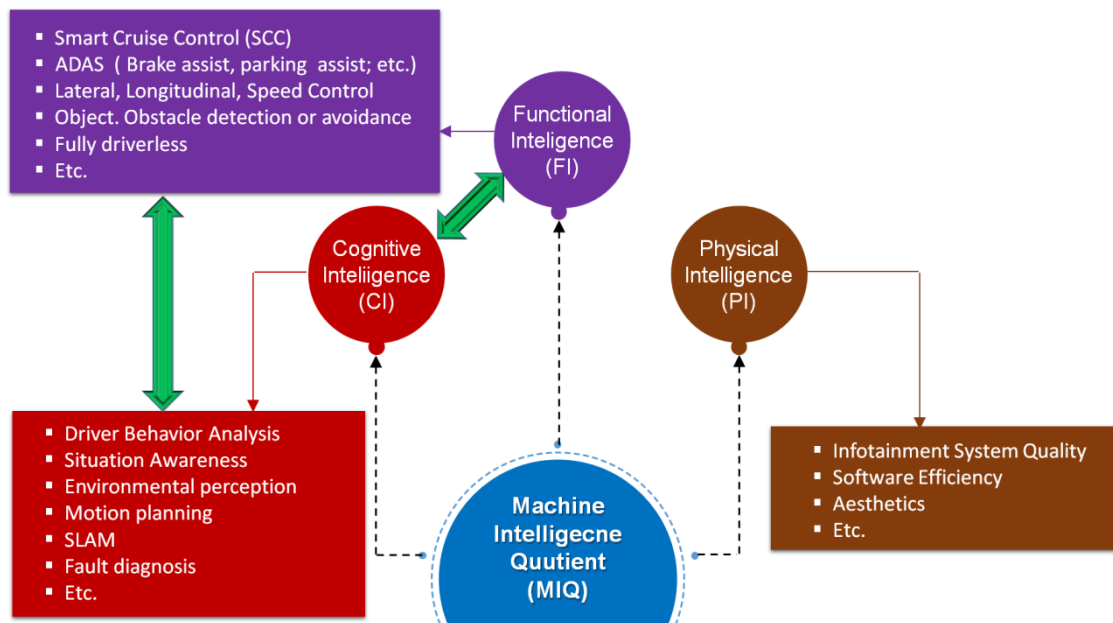 ▪ Smart Cruise Control (SCC)
▪ ADAS ( Brake assist, parking assist; etc.)
▪ Lateral, Longitudinal, Speed Control
▪ Object. Obstacle detection or avoidance
▪ Fully driverless
▪ Etc.
Functional
Inteligence
(FI)
Cognitive
Inteliigence
(CI)
Physical
Intelligence
(PI)
▪ Driver Behavior Analysis
▪ Situation Awareness
▪ Environmental perception
▪ Motion planning
▪ SLAM
▪ Fault diagnosis
▪ Etc.
Machine
Intelligecne
Quutient
(MIQ)
▪ Infotainment System Quality
▪ Software Efficiency
▪ Aesthetics
▪ Etc.